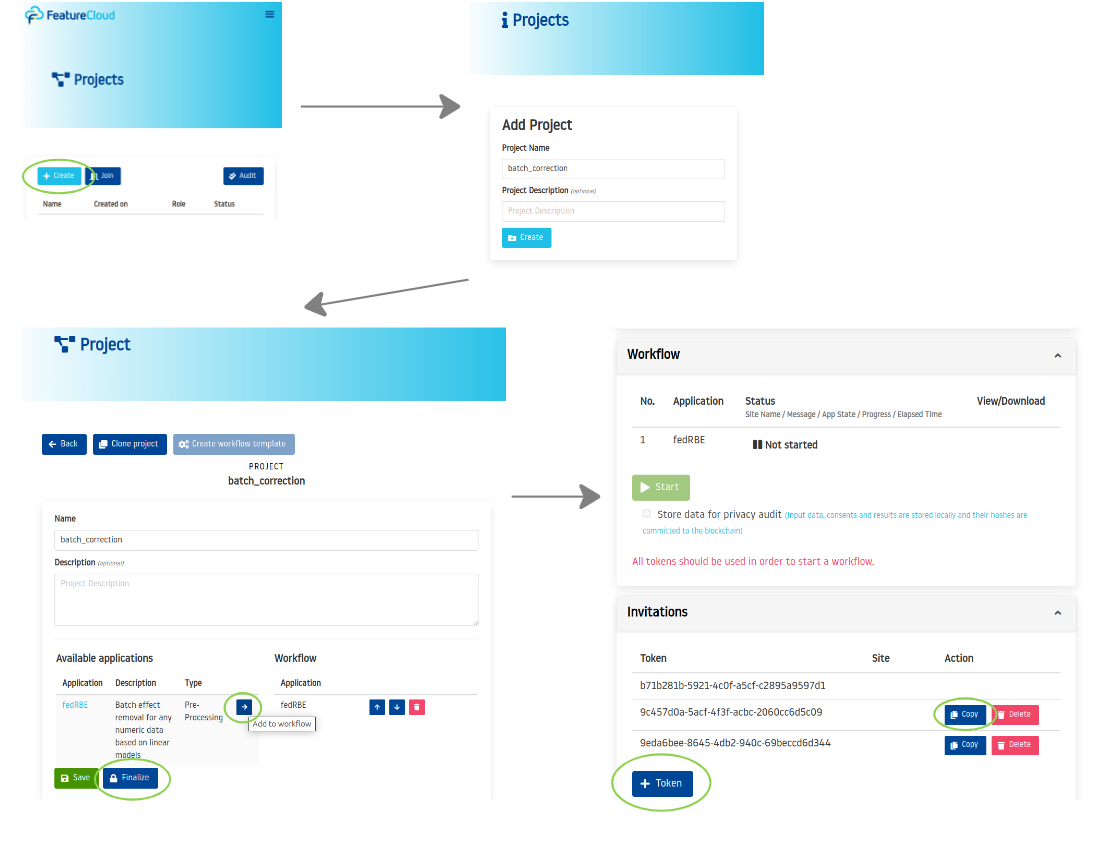 FeatureCloud
Projects
Create
Join
Audit
Name Created on Role Status
Projects
Add Project
Project Name
batch_correction
Project Description (optional)
Project Description
Create
Project
Back
Clone project
Create workflow template
PROJECT
batch_correction
Name
batch_correction
Description (optional)
Project Description
Available applications
Application Description Type
fedRBE
Batch effect
removal for any
numeric data
based on linear
models
Pre-
Processing
Add to workflow
Workflow
Application
fedRBE
Save
Finalize
Workflow
No. Application Status View/Download
Site Name / Message / App State / Progress / Elapsed Time
1 fedRBE Not started
Start
Store data for privacy audit (Input data, consents and results are stored locally and their hashes are
committed to the blockchain)
All tokens should be used in order to start a workflow.
Invitations
Token Site Action
b71b281b-5921-4c0f-a5cf-c2895a9597d1
9c457d0a-5acf-4f3f-acbc-2060cc6d5c09 Copy Delete
9eda6bee-8645-4db2-940c-69beccd6d344 Copy Delete
Token